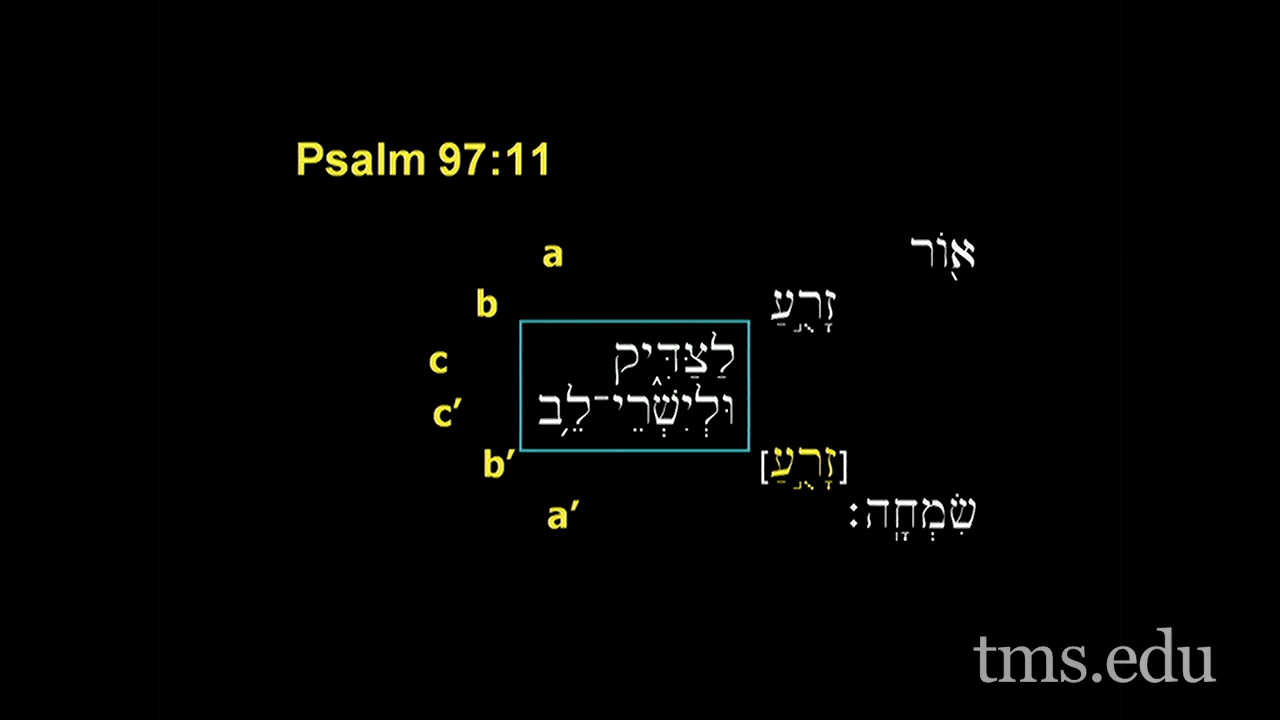 Psalm 97:11
a
אֹ֖ור
b
זָרֻ֣עַ
c
לַצַּדִּ֑יק
c′
וּֽלְיִשְׁרֵי־לֵ֥ב
b′
[זָרֻ֣עַ]
a′
שִׂמְחָֽה׃
tms.edu